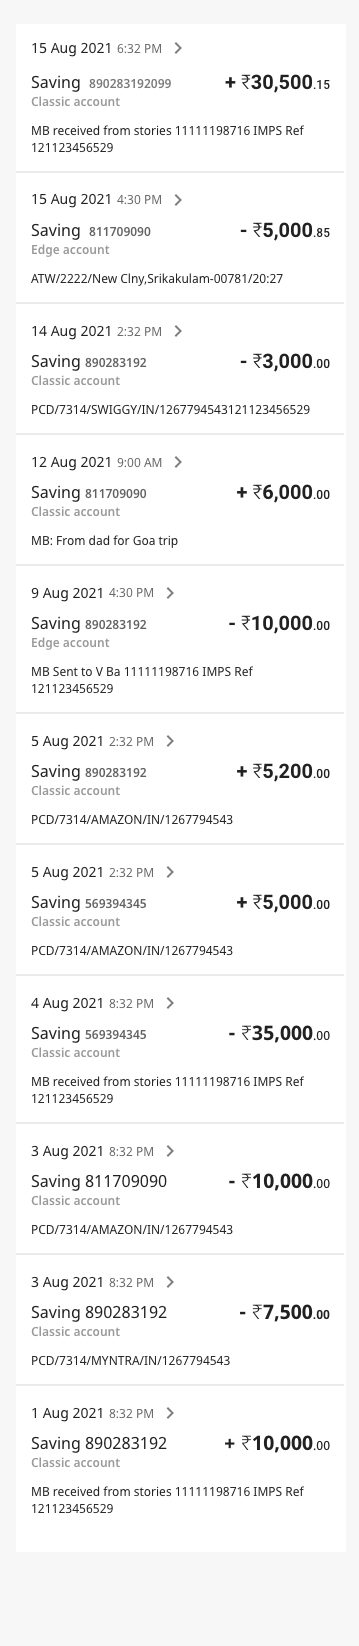 15 Aug 2021 6:32 PM
Saving 890283192099 + ₹30,500.15
Classic account
MB received from stories 11111198716 IMPS Ref
121123456529
15 Aug 2021 4:30 PM
Saving 811709090 - ₹5,000.85
Edge account
ATW/2222/New Clny,Srikakulam-00781/20:27
14 Aug 2021 2:32 PM
Saving 890283192 - ₹3,000.00
Classic account
PCD/7314/SWIGGY/IN/126779454312112345652​9
12 Aug 2021 9:00 AM
Saving 811709090 + ₹6,000.00
Classic account
MB: From dad for Goa trip
9 Aug 2021 4:30 PM
Saving 890283192 - ₹10,000.00
Edge account
MB Sent to V Ba 11111198716 IMPS Ref
121123456529
5 Aug 2021 2:32 PM
Saving 890283192 + ₹5,200.00
Classic account
PCD/7314/AMAZON/IN/1267794543
5 Aug 2021 2:32 PM
Saving 569394345 + ₹5,000.00
Classic account
PCD/7314/AMAZON/IN/1267794543
4 Aug 2021 8:32 PM
Saving 569394345 - ₹35,000.00
Classic account
MB received from stories 11111198716 IMPS Ref
121123456529
3 Aug 2021 8:32 PM
Saving 811709090 - ₹10,000.00
Classic account
PCD/7314/AMAZON/IN/1267794543
3 Aug 2021 8:32 PM
Saving 890283192 - ₹7,500.00
Classic account
PCD/7314/MYNTRA/IN/1267794543
1 Aug 2021 8:32 PM
Saving 890283192 + ₹10,000.00
Classic account
MB received from stories 11111198716 IMPS Ref
121123456529